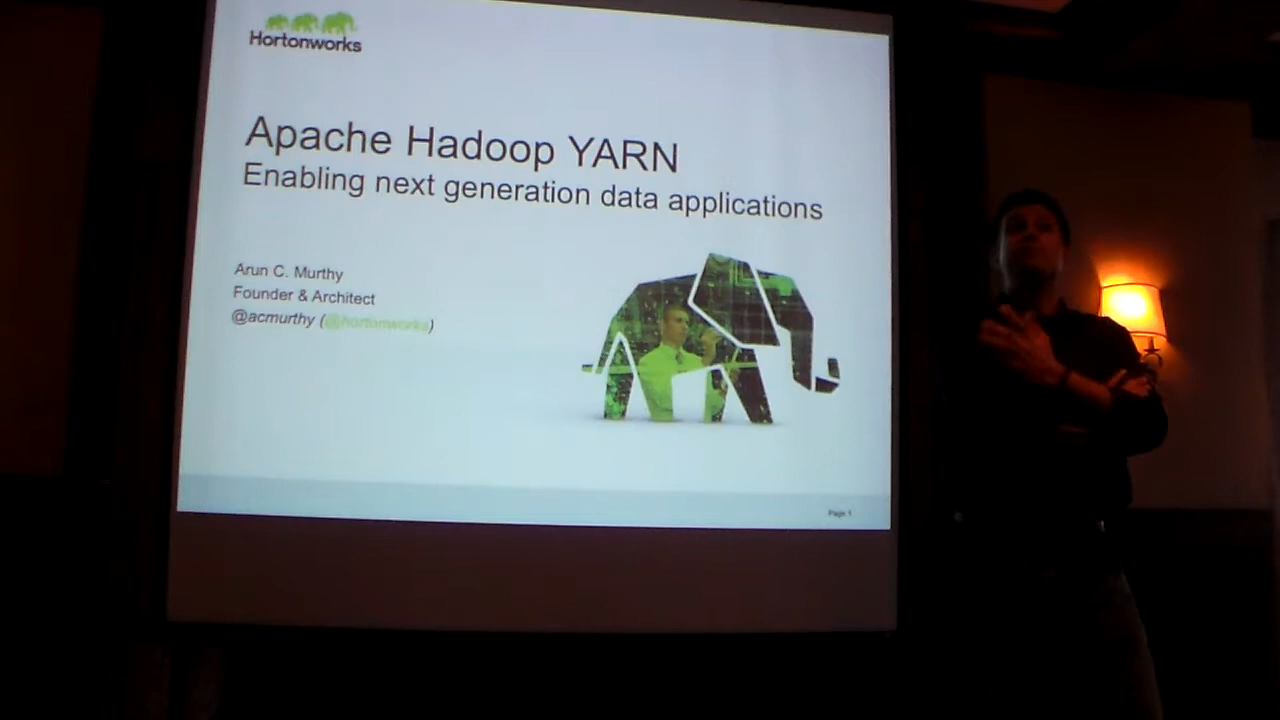 Hortonworks
Apache Hadoop YARN
Enabling next generation data applications
Arun C. Murthy
Founder & Architect
@acmurthy (@hortonworks)
Page 1